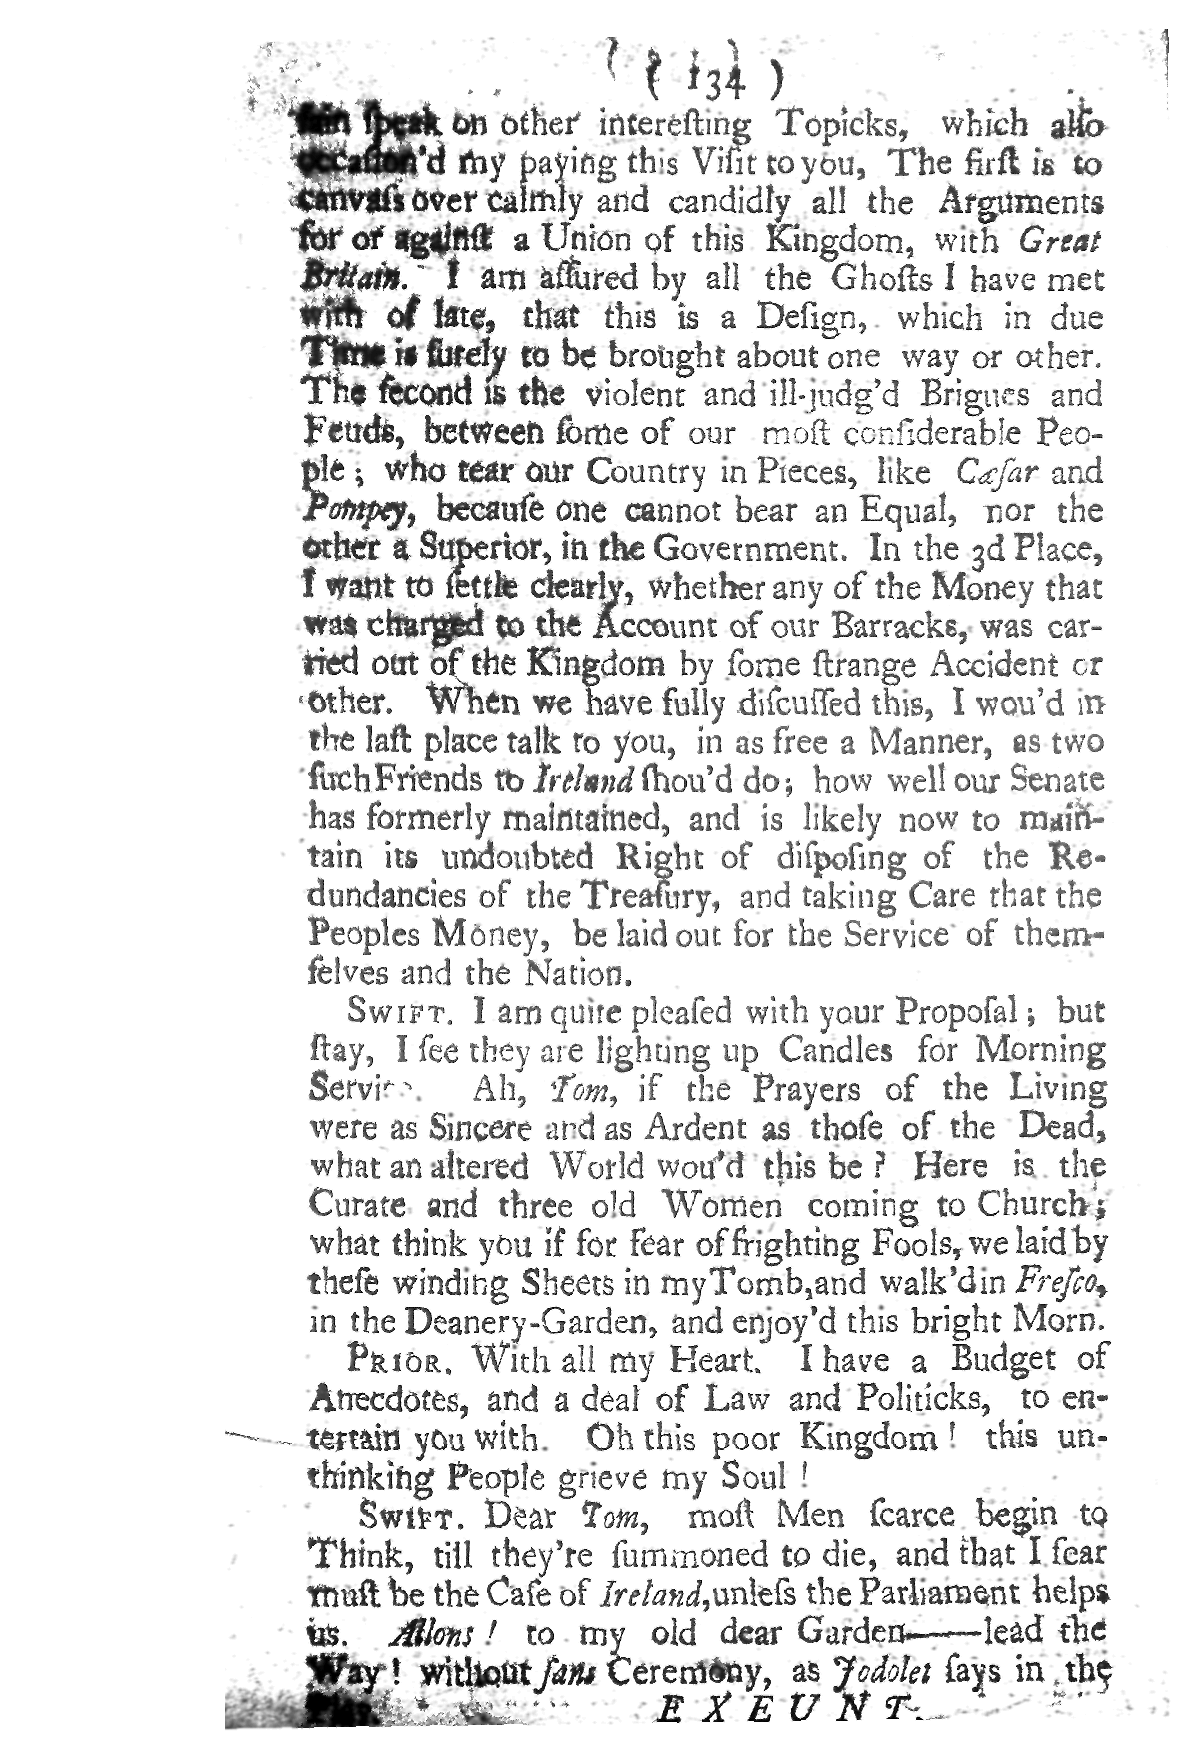 ( 134 )
fain ſpeak on other intereſting Topicks, which alſo
occaſion'd my paying this Viſit to you, The firſt is to
canvaſs over calmly and candidly all the Arguments
for or againſt a Union of this Kingdom, with Great
Britain. I am aſſured by all the Ghoſts I have met
with of late, that this is a Deſign, which in due
Time is ſurely to be brought about one way or other.
The ſecond is the violent and ill-judg'd Brigues and
Feuds, between ſome of our moſt conſiderable Peo-
ple; who tear our Country in Pieces, like Cæſar and
Pompey, becauſe one cannot bear an Equal, nor the
other a Superior, in the Government. In the 3d Place,
I want to ſettle clearly, whether any of the Money that
was charged to the Account of our Barracks, was car-
ried out of the Kingdom by ſome ſtrange Accident or
other. When we have fully diſcuſſed this, I wou'd in
the laſt place talk to you, in as free a Manner, as two
ſuch Friends to Ireland ſhou'd do; how well our Senate
has formerly maintained, and is likely now to main-
tain its undoubted Right of diſpoſing of the Re-
dundancies of the Treaſury, and taking Care that the
Peoples Money, be laid out for the Service of them-
ſelves and the Nation.
SWIFT. I am quite pleaſed with your Propoſal; but
ſtay, I ſee they are lighting up Candles for Morning
Service. Ah, Tom, if the Prayers of the Living
were as Sincere and as Ardent as thoſe of the Dead,
what an altered World wou'd this be? Here is the
Curate and three old Women coming to Church;
what think you if for Fear of frighting Fools, we laid by
theſe winding Sheets in my Tomb, and walk'd in Freſco,
in the Deanery-Garden, and enjoy'd this bright Morn.
PRIOR. With all my Heart. I have a Budget of
Anecdotes, and a deal of Law and Politicks, to en-
tertain you with. Oh this poor Kingdom! this un-
thinking People grieve my Soul!
SWIFT. Dear Tom, moſt Men ſcarce begin to
Think, till they're ſummoned to die, and that I fear
muſt be the Caſe of Ireland, unleſs the Parliament helps
us. Allons! to my old dear Garden——lead the
Way! without ſans Ceremony, as Jodolet ſays in the
EXEUNT.